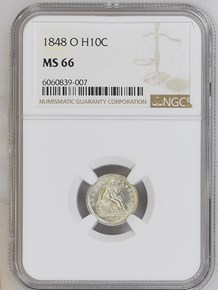 1848 O H10C
MS 66
6060839-007
NUMISMATIC GUARANTY CORPORATION
NGC